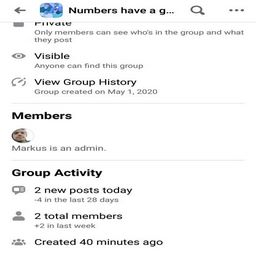 Numbers have a g...
Private
Only members can see who's in the group and what
they post
Visible
Anyone can find this group
View Group History
Group created on May 1, 2020
Members
Markus is an admin.
Group Activity
2 new posts today
-4 in the last 28 days
2 total members
+2 in last week
Created 40 minutes ago